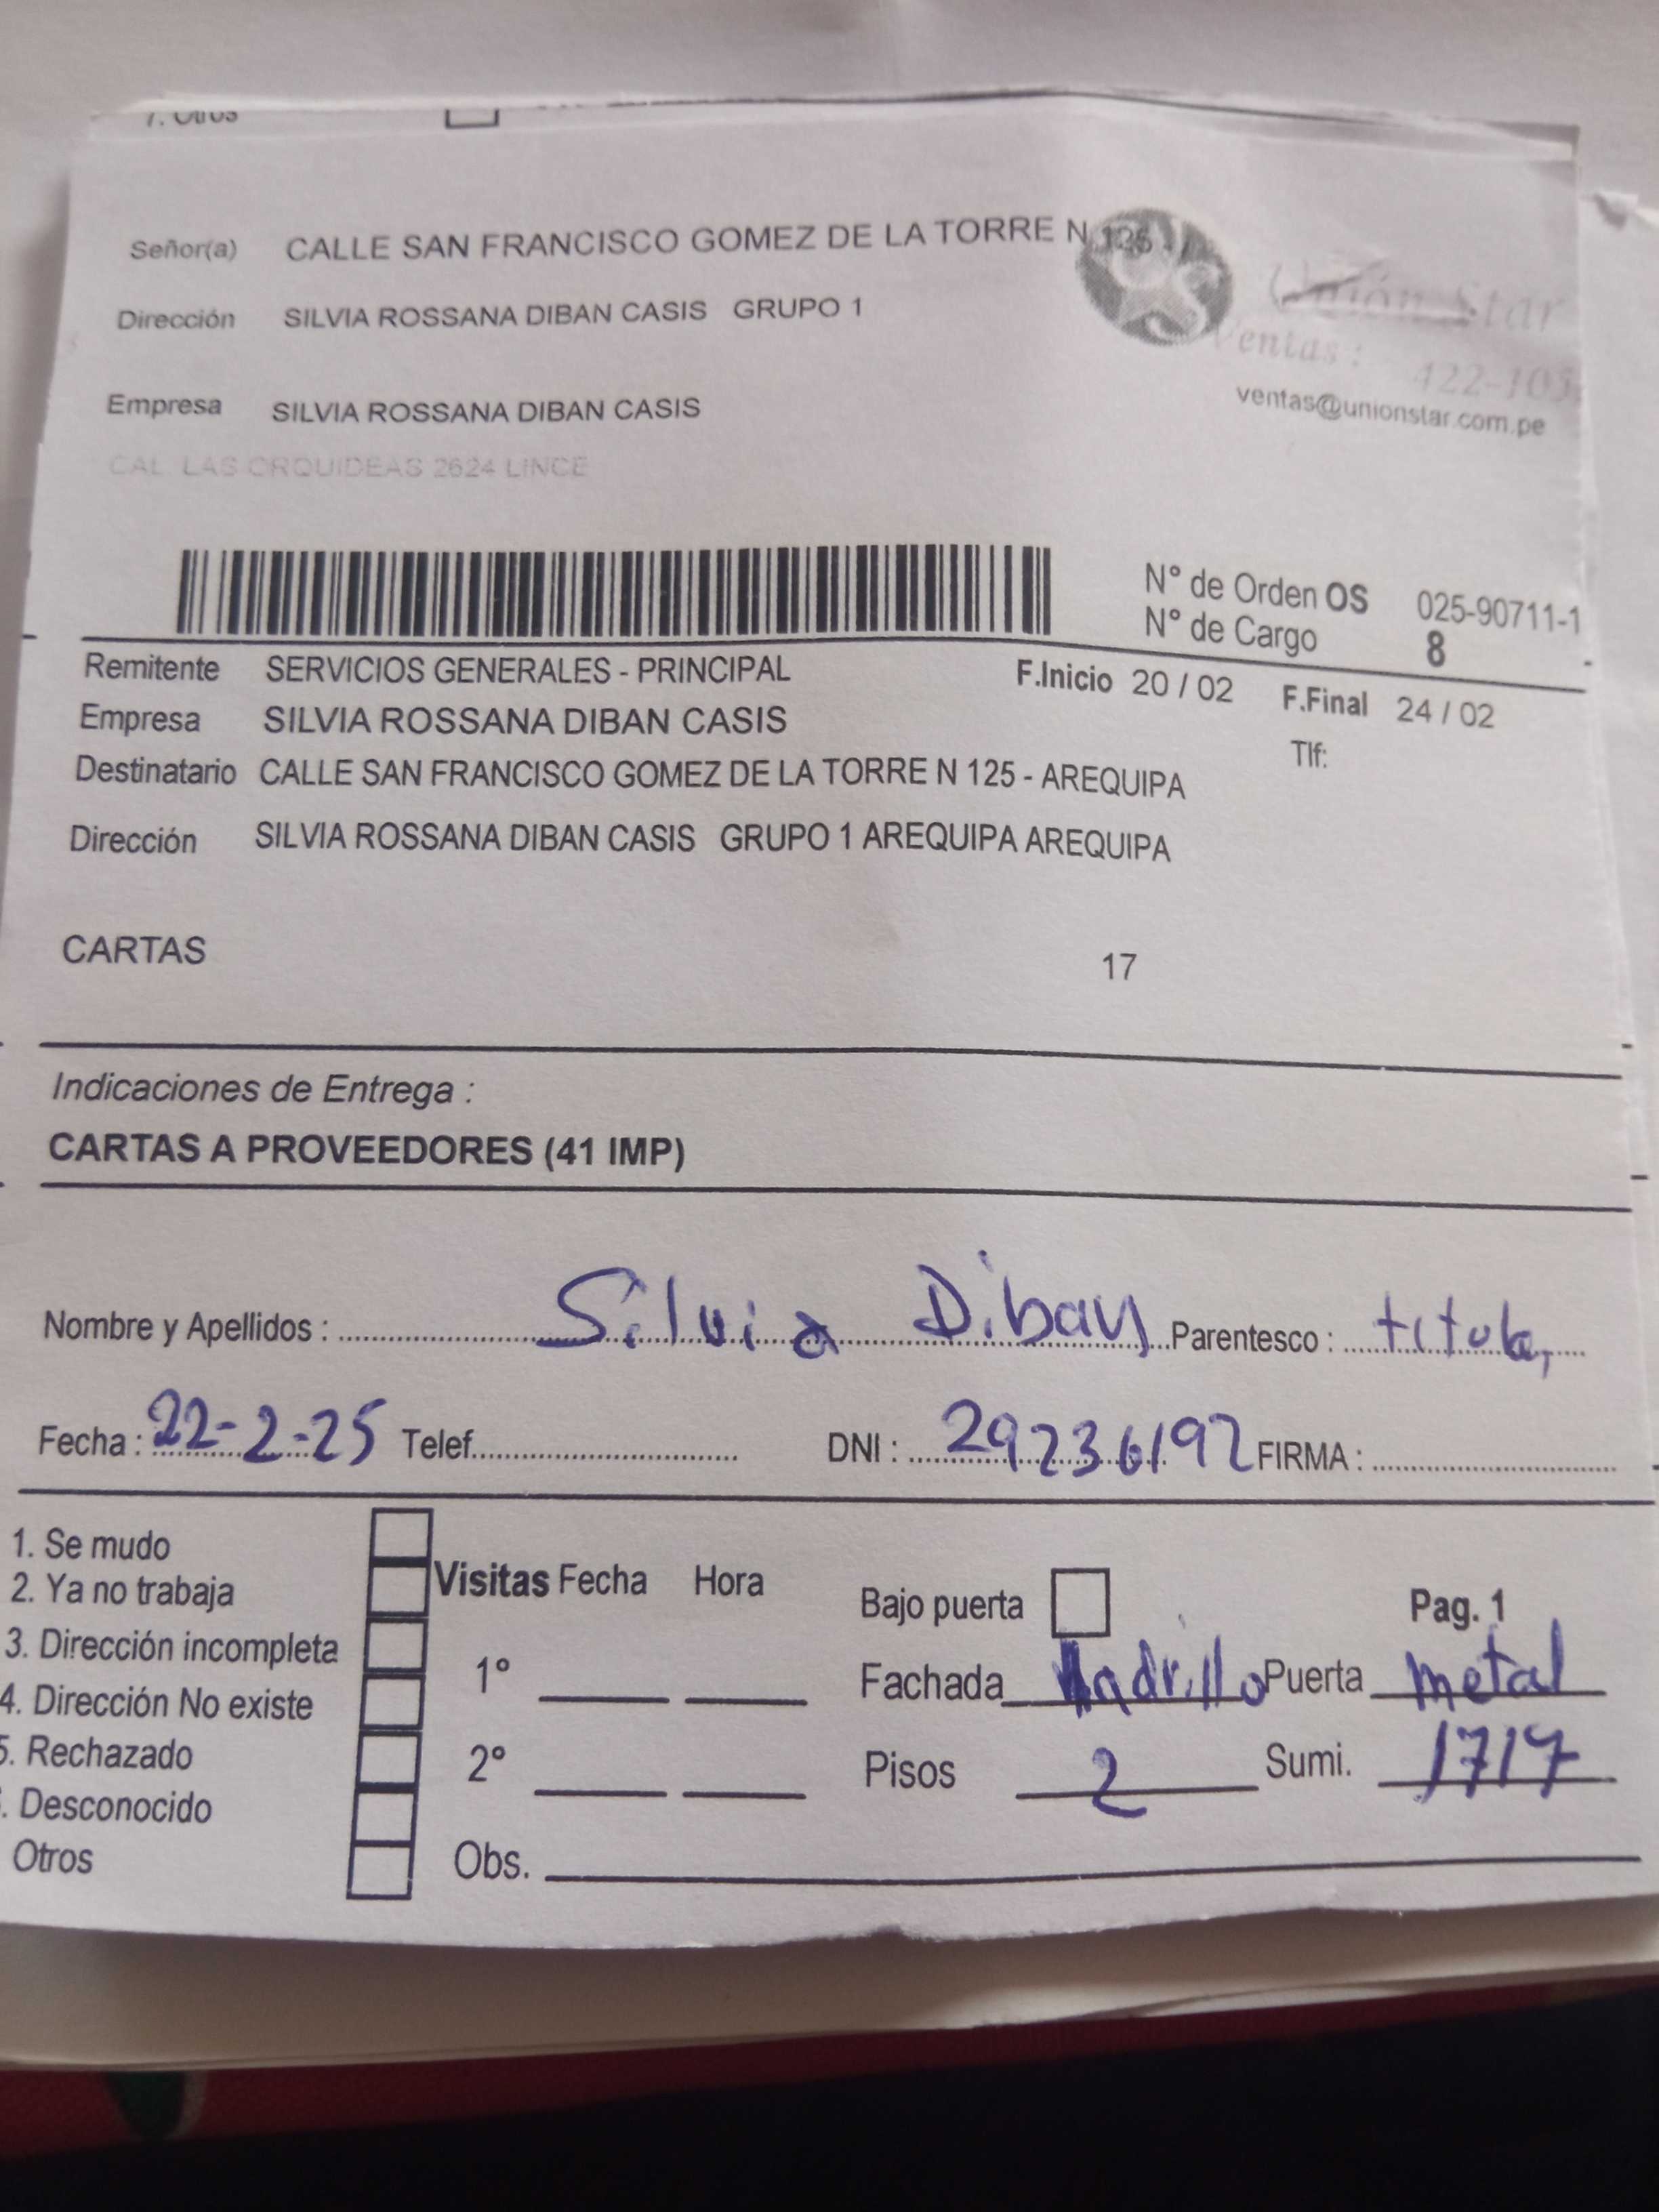 7. Otros
Señor(a) CALLE SAN FRANCISCO GOMEZ DE LA TORRE N 125
Dirección SILVIA ROSSANA DIBAN CASIS GRUPO 1
Unión Star
Ventas: 422-105
Empresa SILVIA ROSSANA DIBAN CASIS
ventas@unionstar.com.pe
CAL. LAS ORQUIDEAS 2624 LINCE
N° de Orden OS 025-90711-1
N° de Cargo 8
Remitente SERVICIOS GENERALES - PRINCIPAL F.Inicio 20 / 02 F.Final 24 / 02
Empresa SILVIA ROSSANA DIBAN CASIS
Tlf:
Destinatario CALLE SAN FRANCISCO GOMEZ DE LA TORRE N 125 - AREQUIPA
Dirección SILVIA ROSSANA DIBAN CASIS GRUPO 1 AREQUIPA AREQUIPA
CARTAS 17
Indicaciones de Entrega :
CARTAS A PROVEEDORES (41 IMP)
Nombre y Apellidos : Silvia Diban Parentesco : titular
Fecha : 22-2-25 Telef. DNI : 29236192 FIRMA :
1. Se mudo
2. Ya no trabaja
3. Dirección incompleta
4. Dirección No existe
5. Rechazado
. Desconocido
Otros
Visitas Fecha Hora
1°
2°
Obs.
Bajo puerta Pag. 1
Fachada ladrillo Puerta metal
Pisos 2 Sumi. 1717